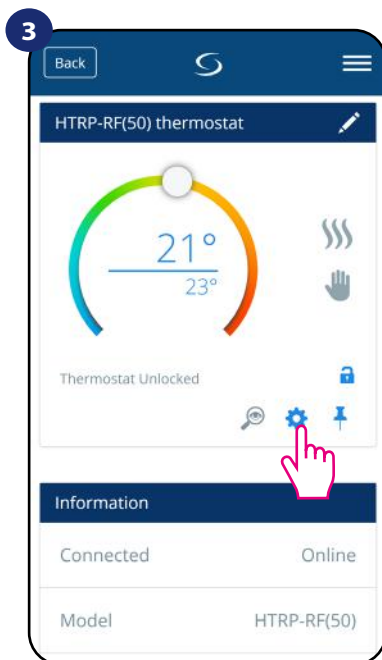 3
Back
HTRP-RF(50) thermostat
21°
23°
Thermostat Unlocked
Information
Connected Online
Model HTRP-RF(50)